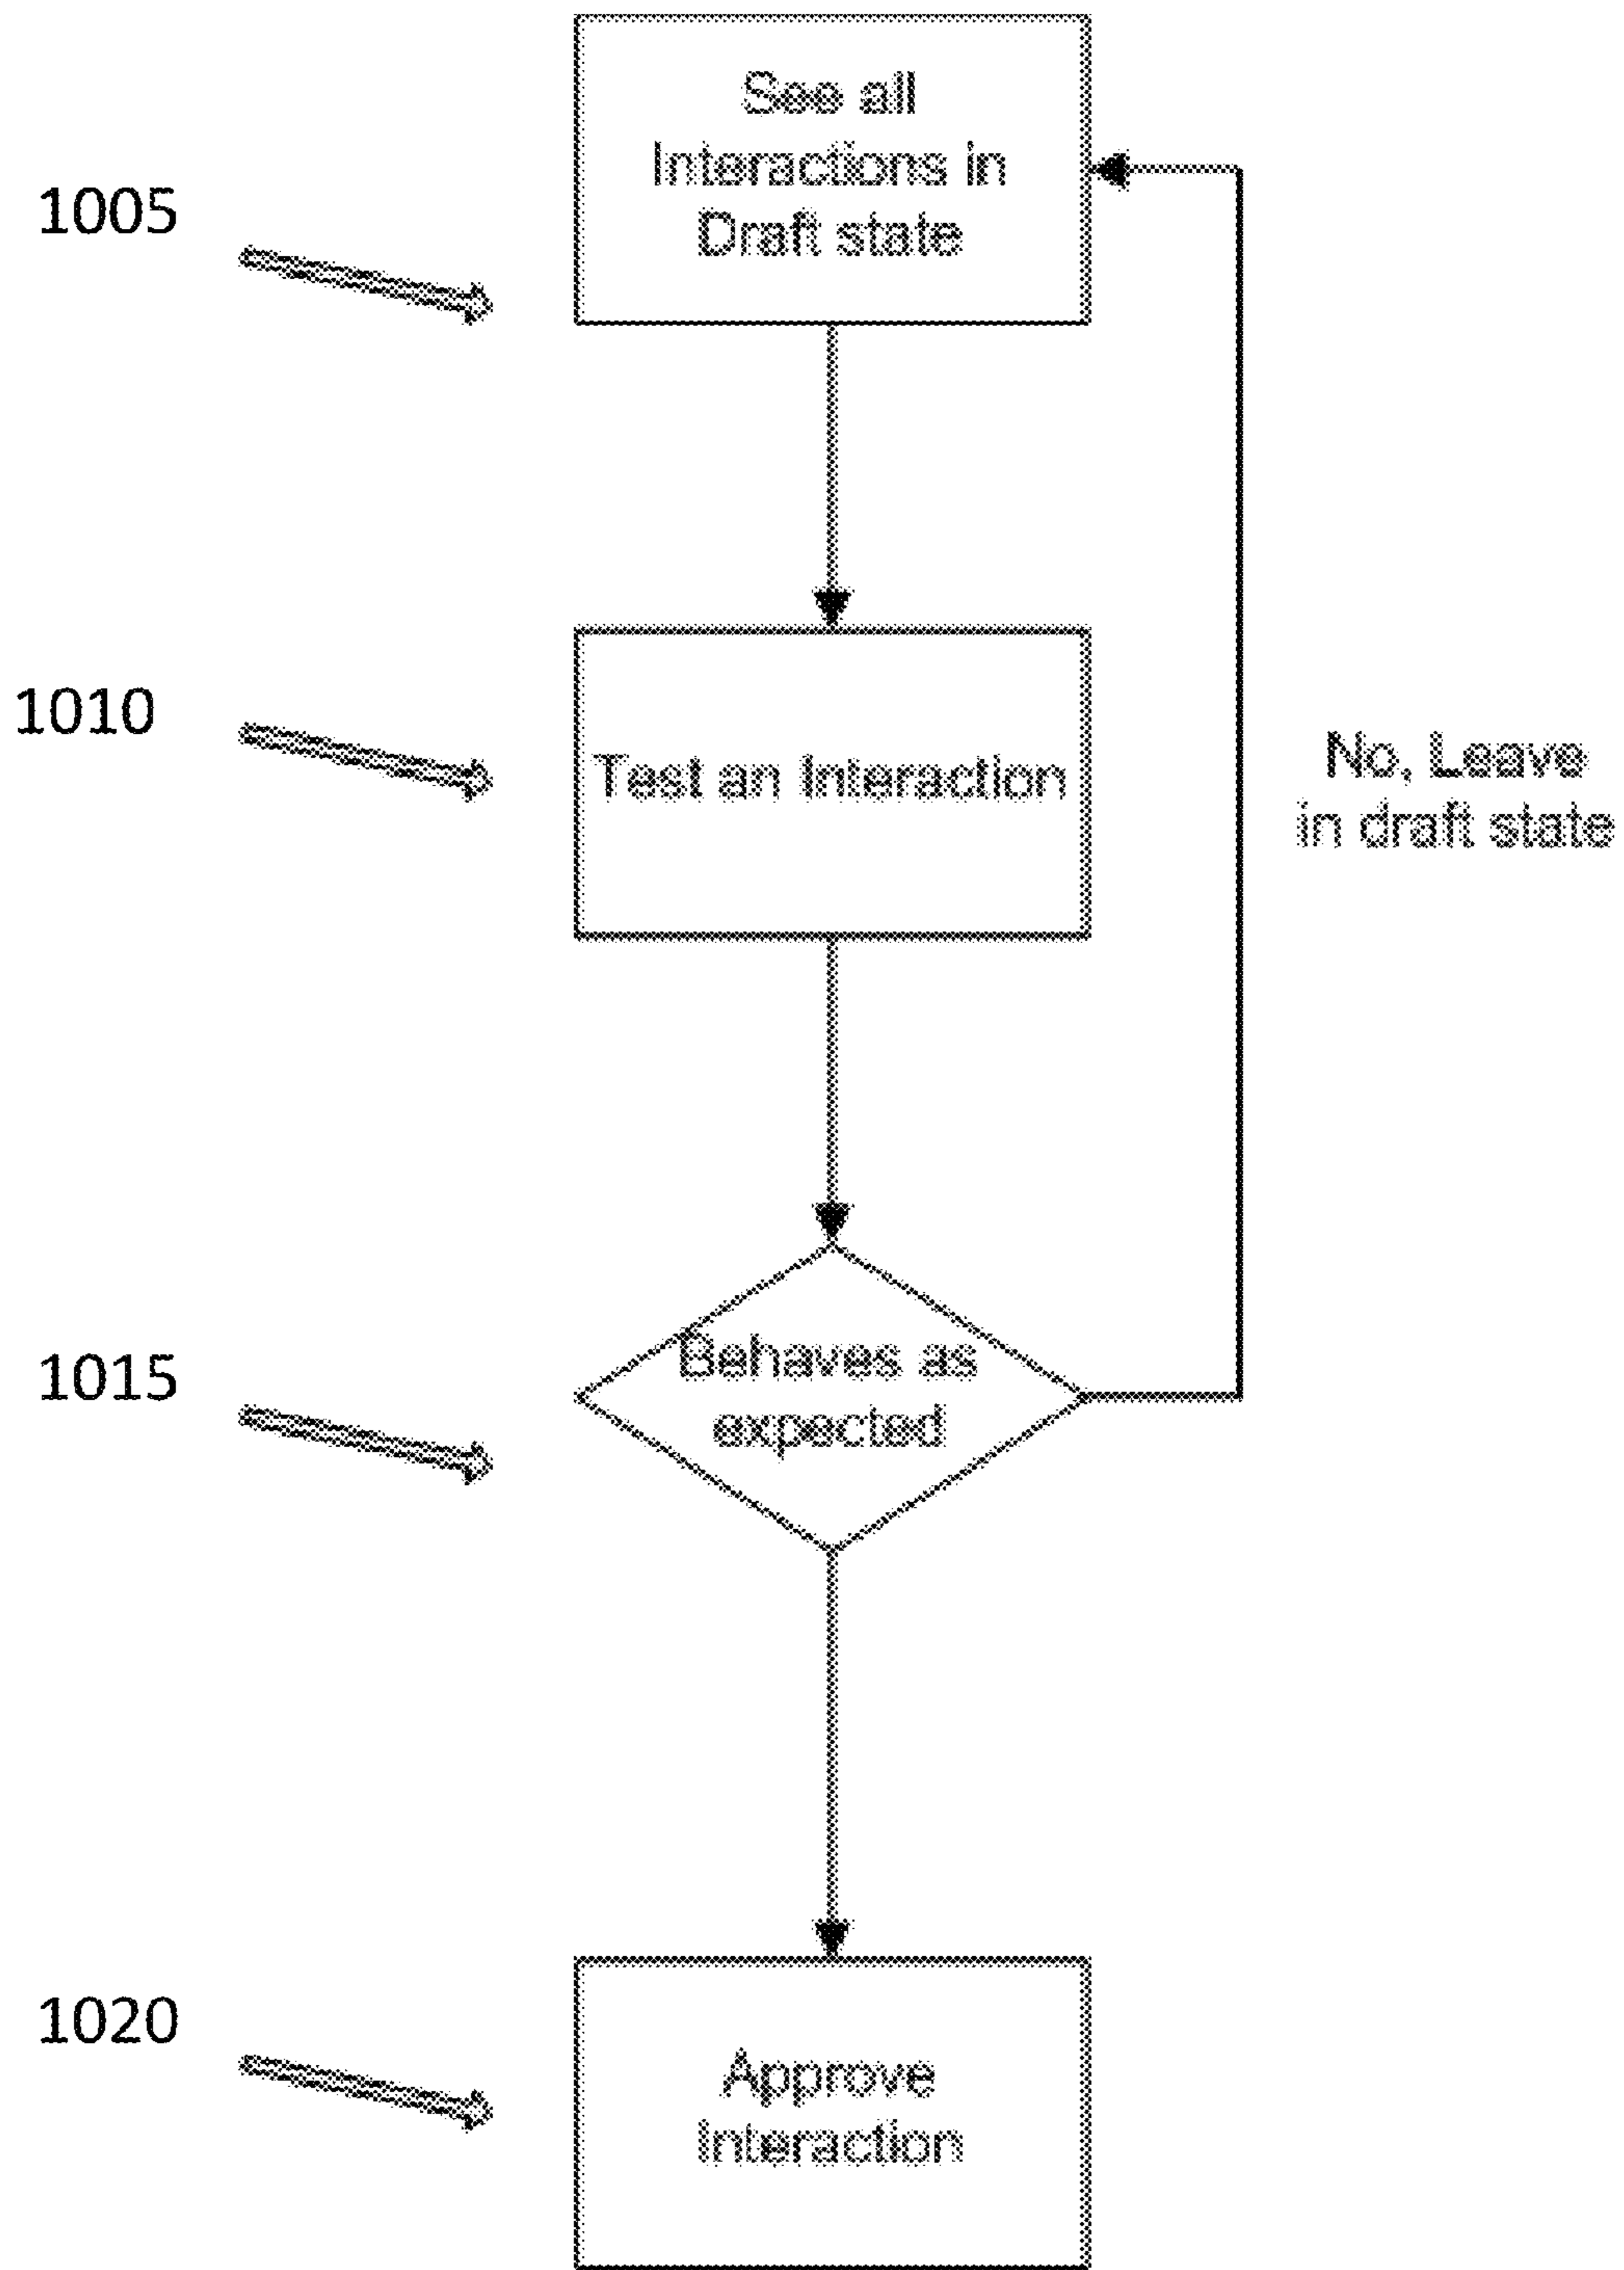 See all
Interactions in
Draft state
1005
1010
Test an Interaction
No, Leave
in draft state
1015
Behaves as
expected
1020
Approve
Interaction